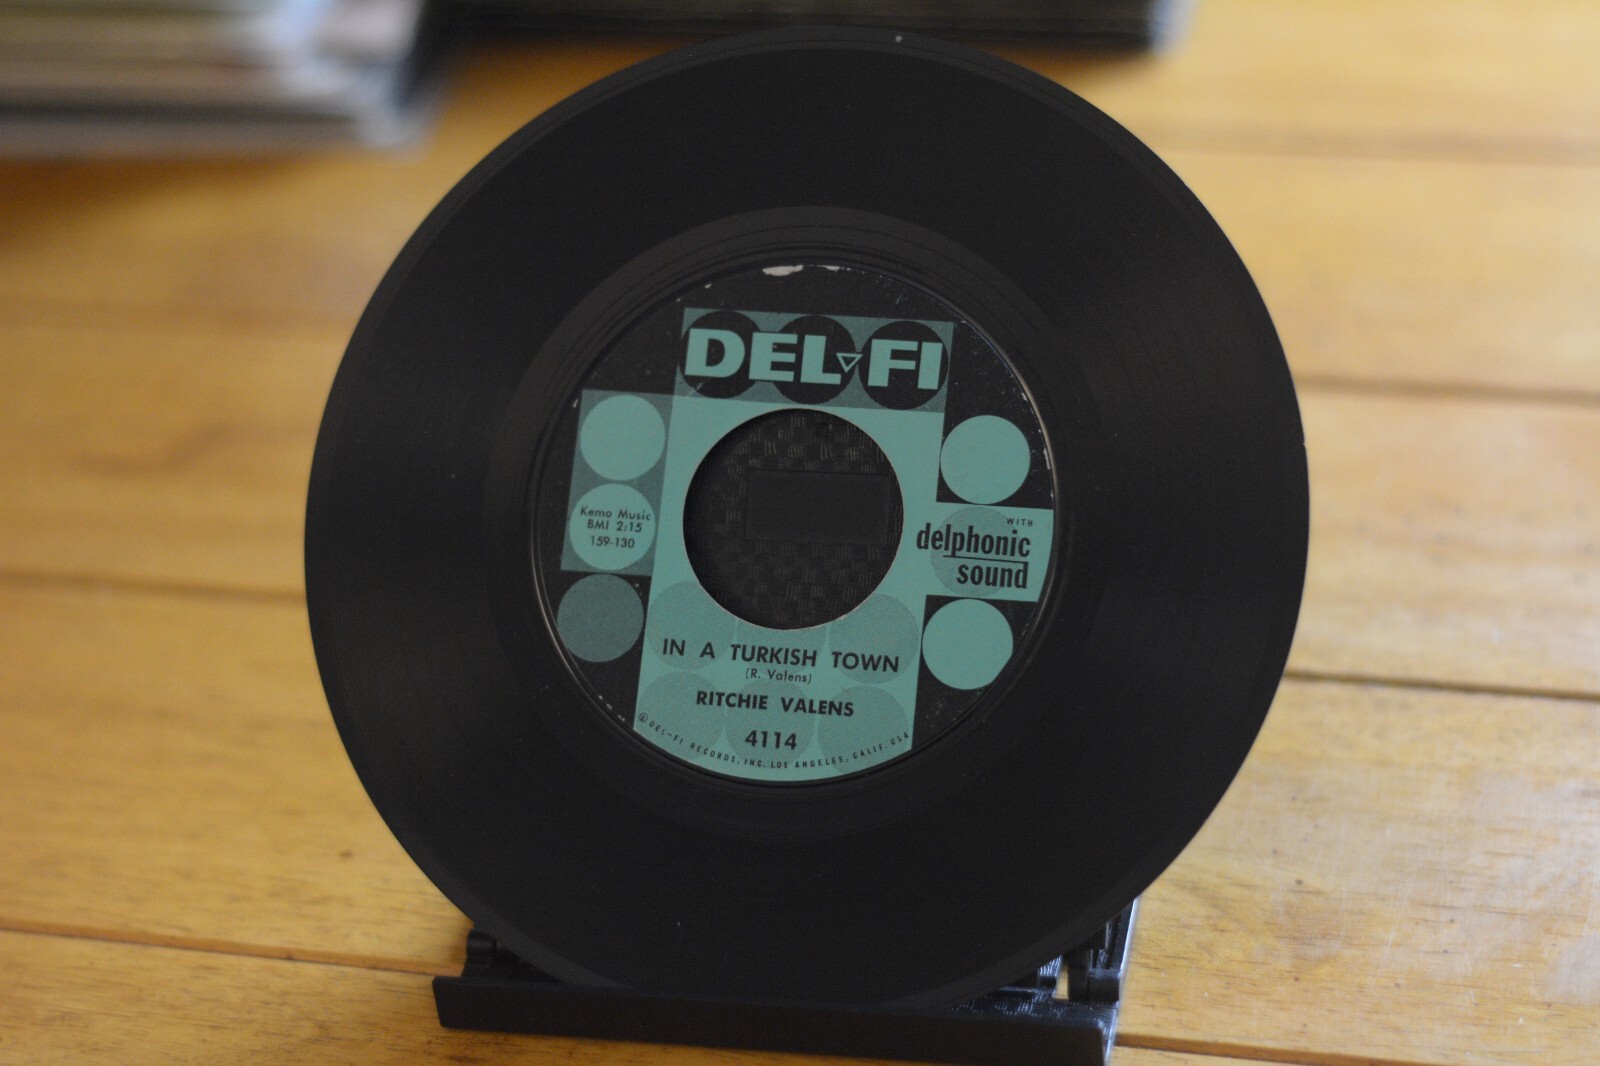 DEL-FI
Kemo Music
BMI 2:15
159-130
WITH
delphonic
sound
IN A TURKISH TOWN
(R. Valens)
RITCHIE VALENS
4114
© DEL-FI RECORDS, INC. LOS ANGELES, CALIF. USA